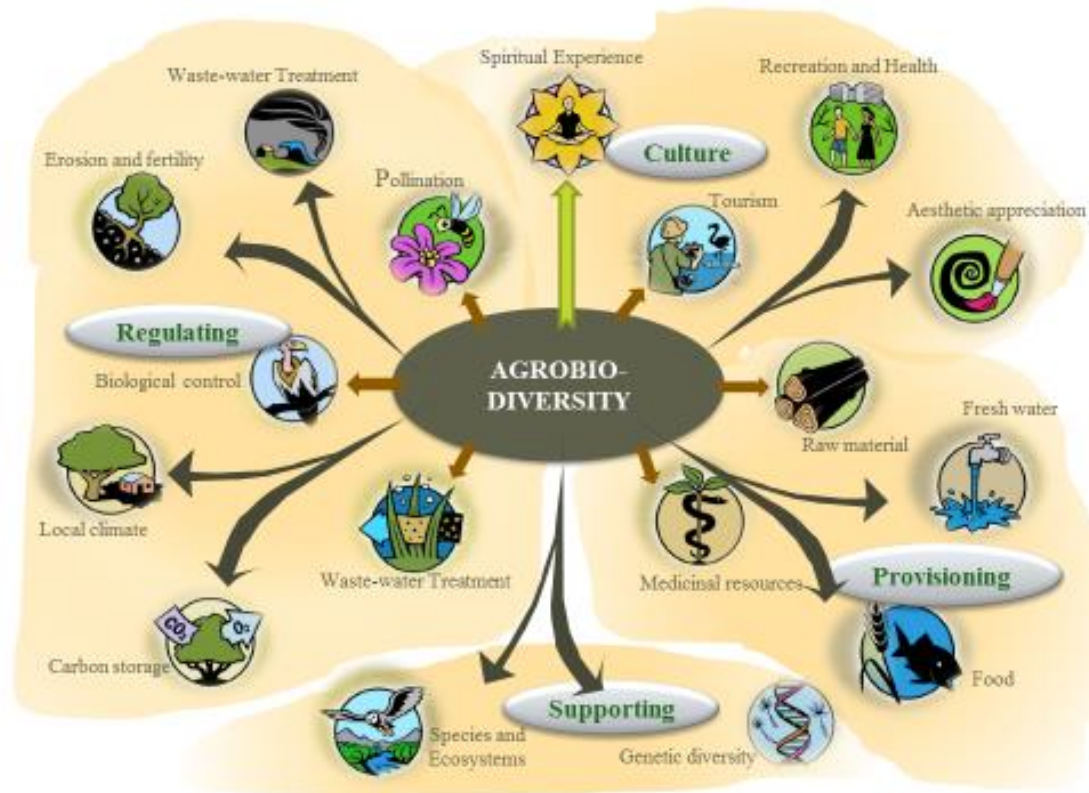 Spiritual Experience
Recreation and Health
Waste-water Treatment
Culture
Erosion and fertility
Pollination
Tourism
Aesthetic appreciation
Regulating
AGROBIO-
DIVERSITY
Biological control
Fresh water
Raw material
Local climate
Waste-water Treatment
Medicinal resources
Provisioning
CO2
O2
Carbon storage
Food
Supporting
Species and
Ecosystems
Genetic diversity